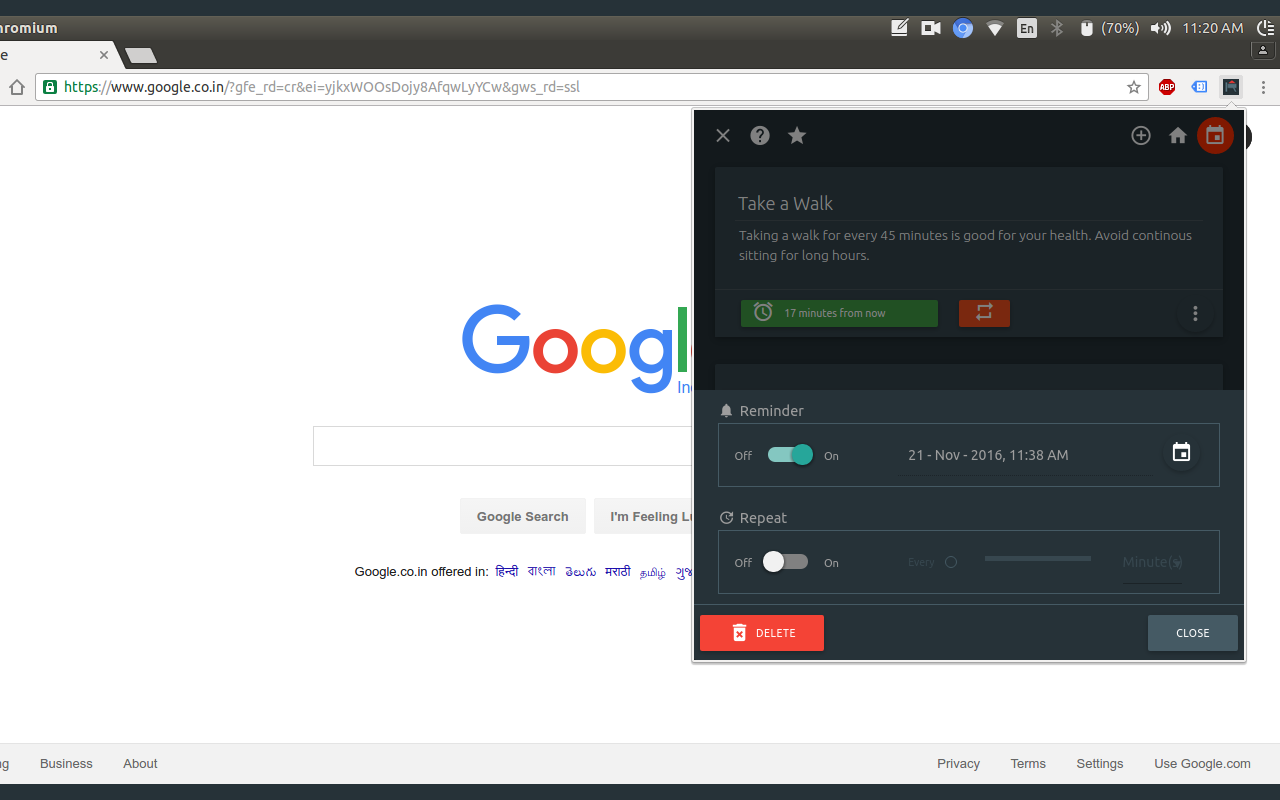 hromium
En
(70%)
11:20 AM
e
https://www.google.co.in/?gfe_rd=cr&ei=yjkxWOOsDojy8AfqwLyYCw&gws_rd=ssl
ABP
Take a Walk
Taking a walk for every 45 minutes is good for your health. Avoid continous
sitting for long hours.
17 minutes from now
Googl
In
Reminder
Off
On
21 - Nov - 2016, 11:38 AM
Google Search
I'm Feeling Lu
Repeat
Off
On
Every
Minute(s)
Google.co.in offered in: हिन्दी বাংলা తెలుగు मराठी தமிழ் ગુજ
DELETE
CLOSE
ng
Business
About
Privacy
Terms
Settings
Use Google.com